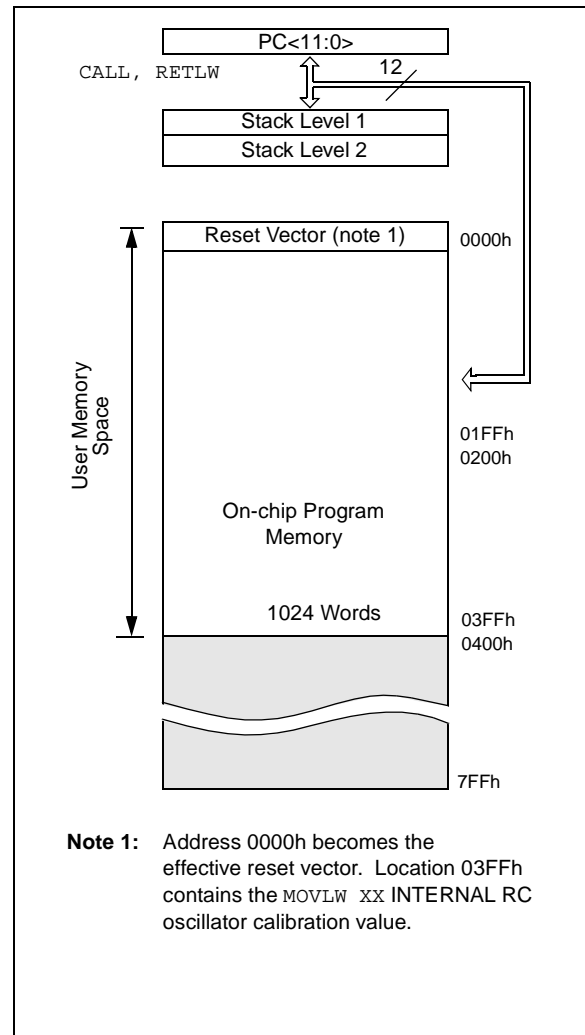 PC<11:0>
CALL, RETLW
12
Stack Level 1
Stack Level 2
Reset Vector (note 1)
0000h
User Memory
Space
01FFh
0200h
On-chip Program
Memory
1024 Words
03FFh
0400h
7FFh
Note 1: Address 0000h becomes the
effective reset vector. Location 03FFh
contains the MOVLW XX INTERNAL RC
oscillator calibration value.